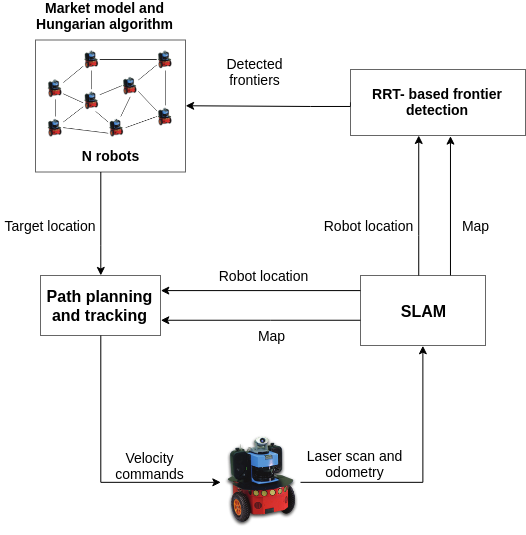 Market model and
Hungarian algorithm
Detected
frontiers
RRT- based frontier
detection
N robots
Target location
Robot location
Map
Robot location
Path planning
and tracking
SLAM
Map
Velocity
commands
Laser scan and
odometry